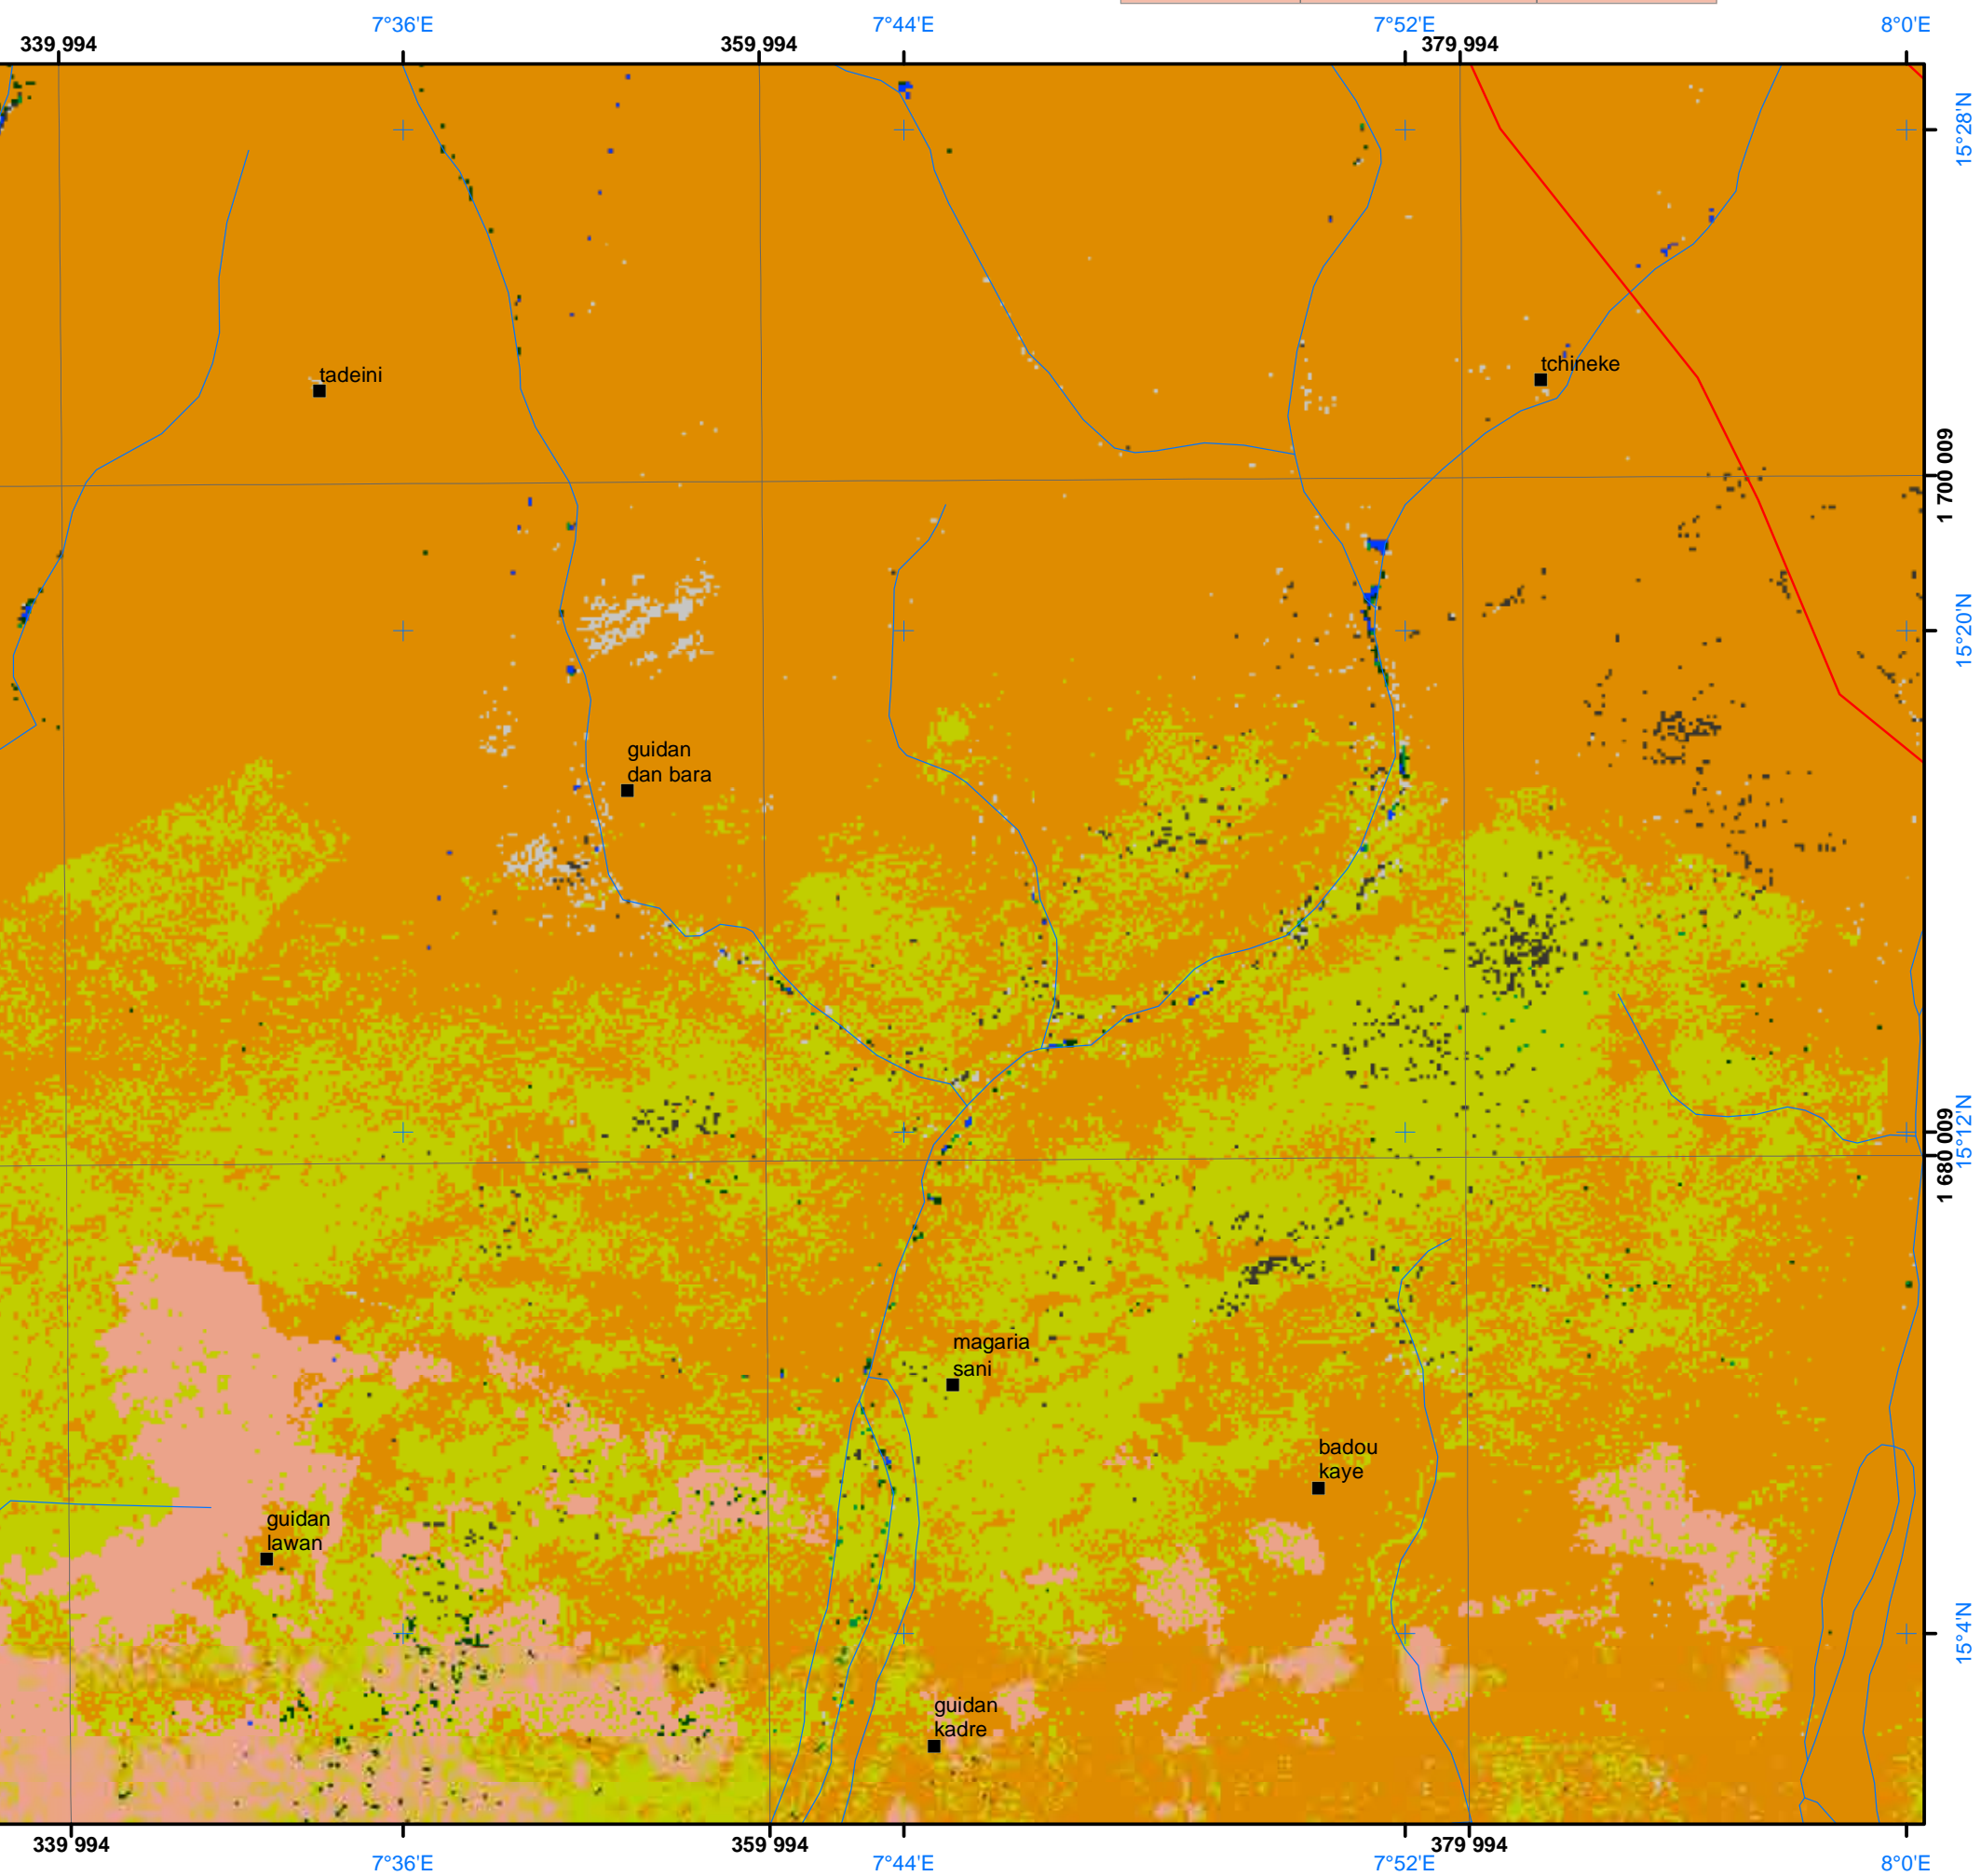 7°36'E 7°44'E 7°52'E 8°0'E
339 994 359 994 379 994
15°28'N
tchineke
tadeini
1 700 009
15°20'N
guidan
dan bara
15°12'N
1 680 009
magaria
sani
badou
kaye
guidan
lawan
15°4'N
guidan
kadre
339 994 359 994 379 994
7°36'E 7°44'E 7°52'E 8°0'E